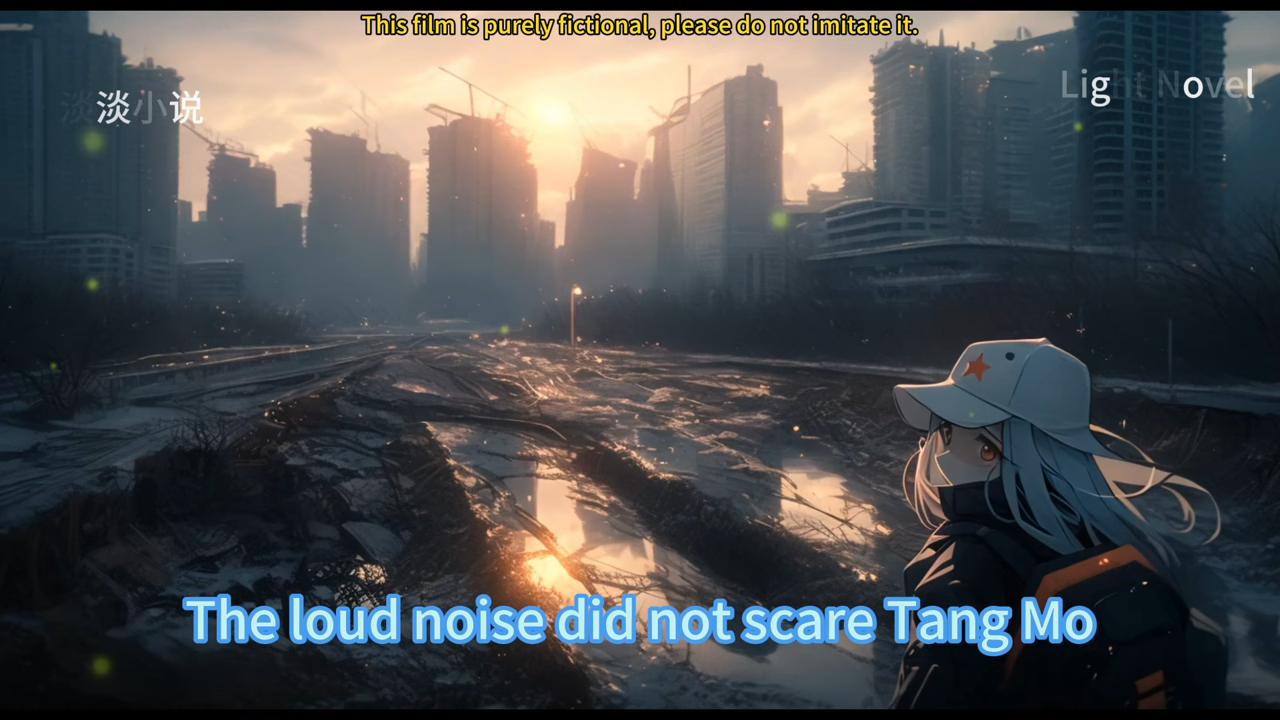 This film is purely fictional, please do not imitate it.
淡淡小说
Light Novel
The loud noise did not scare Tang Mo